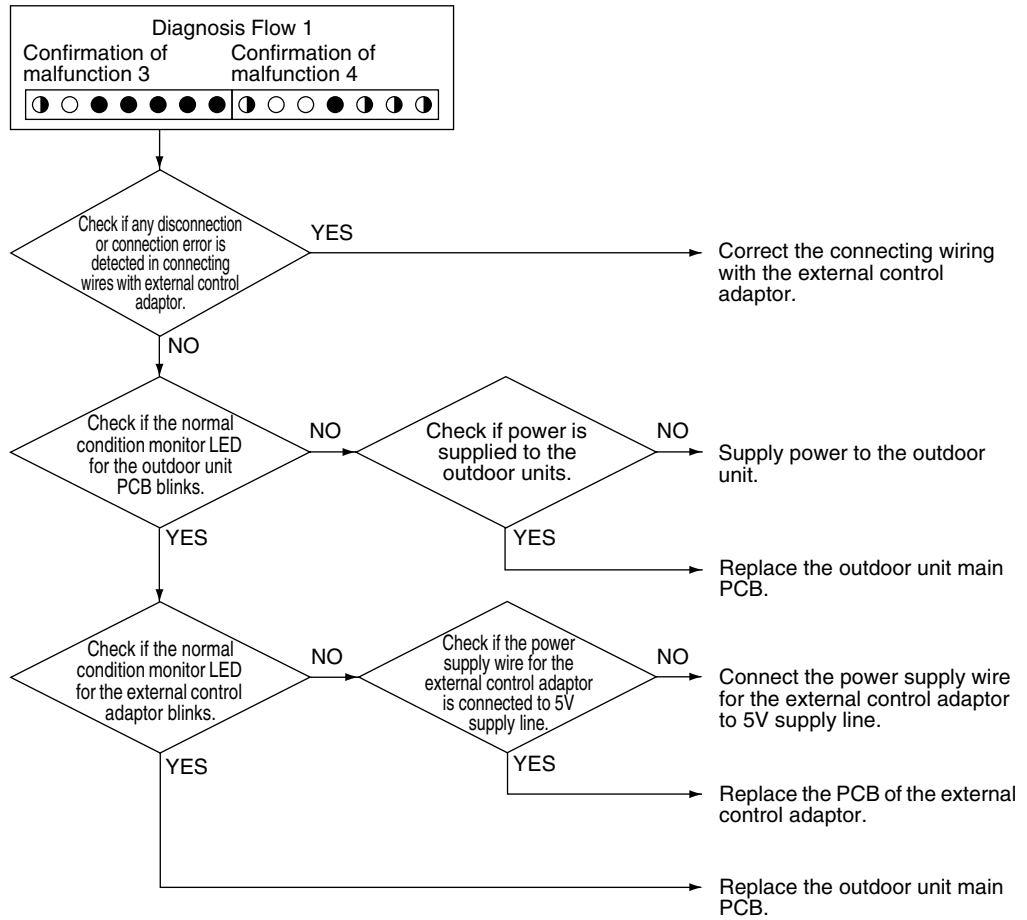 Diagnosis Flow 1
Confirmation of
malfunction 3
Confirmation of
malfunction 4
Check if any disconnection
or connection error is
detected in connecting
wires with external control
adaptor.
YES
Correct the connecting wiring
with the external control
adaptor.
NO
Check if the normal
condition monitor LED
for the outdoor unit
PCB blinks.
NO
Check if power is
supplied to the
outdoor units.
NO
Supply power to the outdoor
unit.
YES
YES
Replace the outdoor unit main
PCB.
Check if the normal
condition monitor LED
for the external control
adaptor blinks.
NO
Check if the power
supply wire for the
external control adaptor
is connected to 5V
supply line.
NO
Connect the power supply wire
for the external control adaptor
to 5V supply line.
YES
YES
Replace the PCB of the external
control adaptor.
Replace the outdoor unit main
PCB.